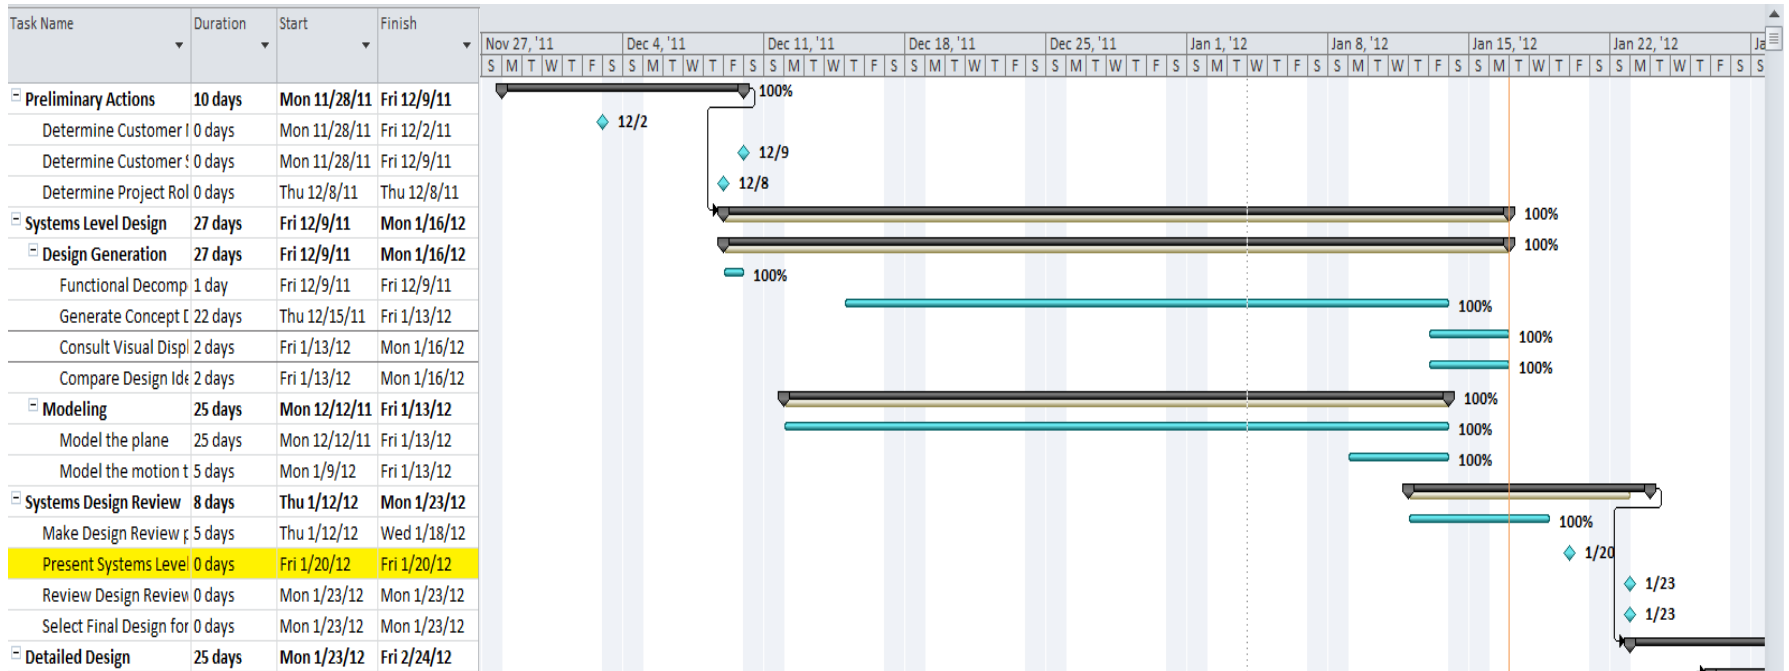 Task Name Duration Start Finish
Nov 27, '11 Dec 4, '11 Dec 11, '11 Dec 18, '11 Dec 25, '11 Jan 1, '12 Jan 8, '12 Jan 15, '12 Jan 22, '12 Ja
S M T W T F S S M T W T F S S M T W T F S S M T W T F S S M T W T F S S M T W T F S S M T W T F S S M T W T F S S M T W T F S S
Preliminary Actions 10 days Mon 11/28/11 Fri 12/9/11 100%
Determine Customer 0 days Mon 11/28/11 Fri 12/2/11 12/2
Determine Customer 0 days Mon 11/28/11 Fri 12/9/11 12/9
Determine Project Rol 0 days Thu 12/8/11 Thu 12/8/11 12/8
Systems Level Design 27 days Fri 12/9/11 Mon 1/16/12 100%
Design Generation 27 days Fri 12/9/11 Mon 1/16/12 100%
Functional Decomp 1 day Fri 12/9/11 Fri 12/9/11 100%
Generate Concept 22 days Thu 12/15/11 Fri 1/13/12 100%
Consult Visual Displ 2 days Fri 1/13/12 Mon 1/16/12 100%
Compare Design Ide 2 days Fri 1/13/12 Mon 1/16/12 100%
Modeling 25 days Mon 12/12/11 Fri 1/13/12 100%
Model the plane 25 days Mon 12/12/11 Fri 1/13/12 100%
Model the motion t 5 days Mon 1/9/12 Fri 1/13/12 100%
Systems Design Review 8 days Thu 1/12/12 Mon 1/23/12
Make Design Review p 5 days Thu 1/12/12 Wed 1/18/12 100%
Present Systems Level 0 days Fri 1/20/12 Fri 1/20/12 1/20
Review Design Review 0 days Mon 1/23/12 Mon 1/23/12 1/23
Select Final Design for 0 days Mon 1/23/12 Mon 1/23/12 1/23
Detailed Design 25 days Mon 1/23/12 Fri 2/24/12